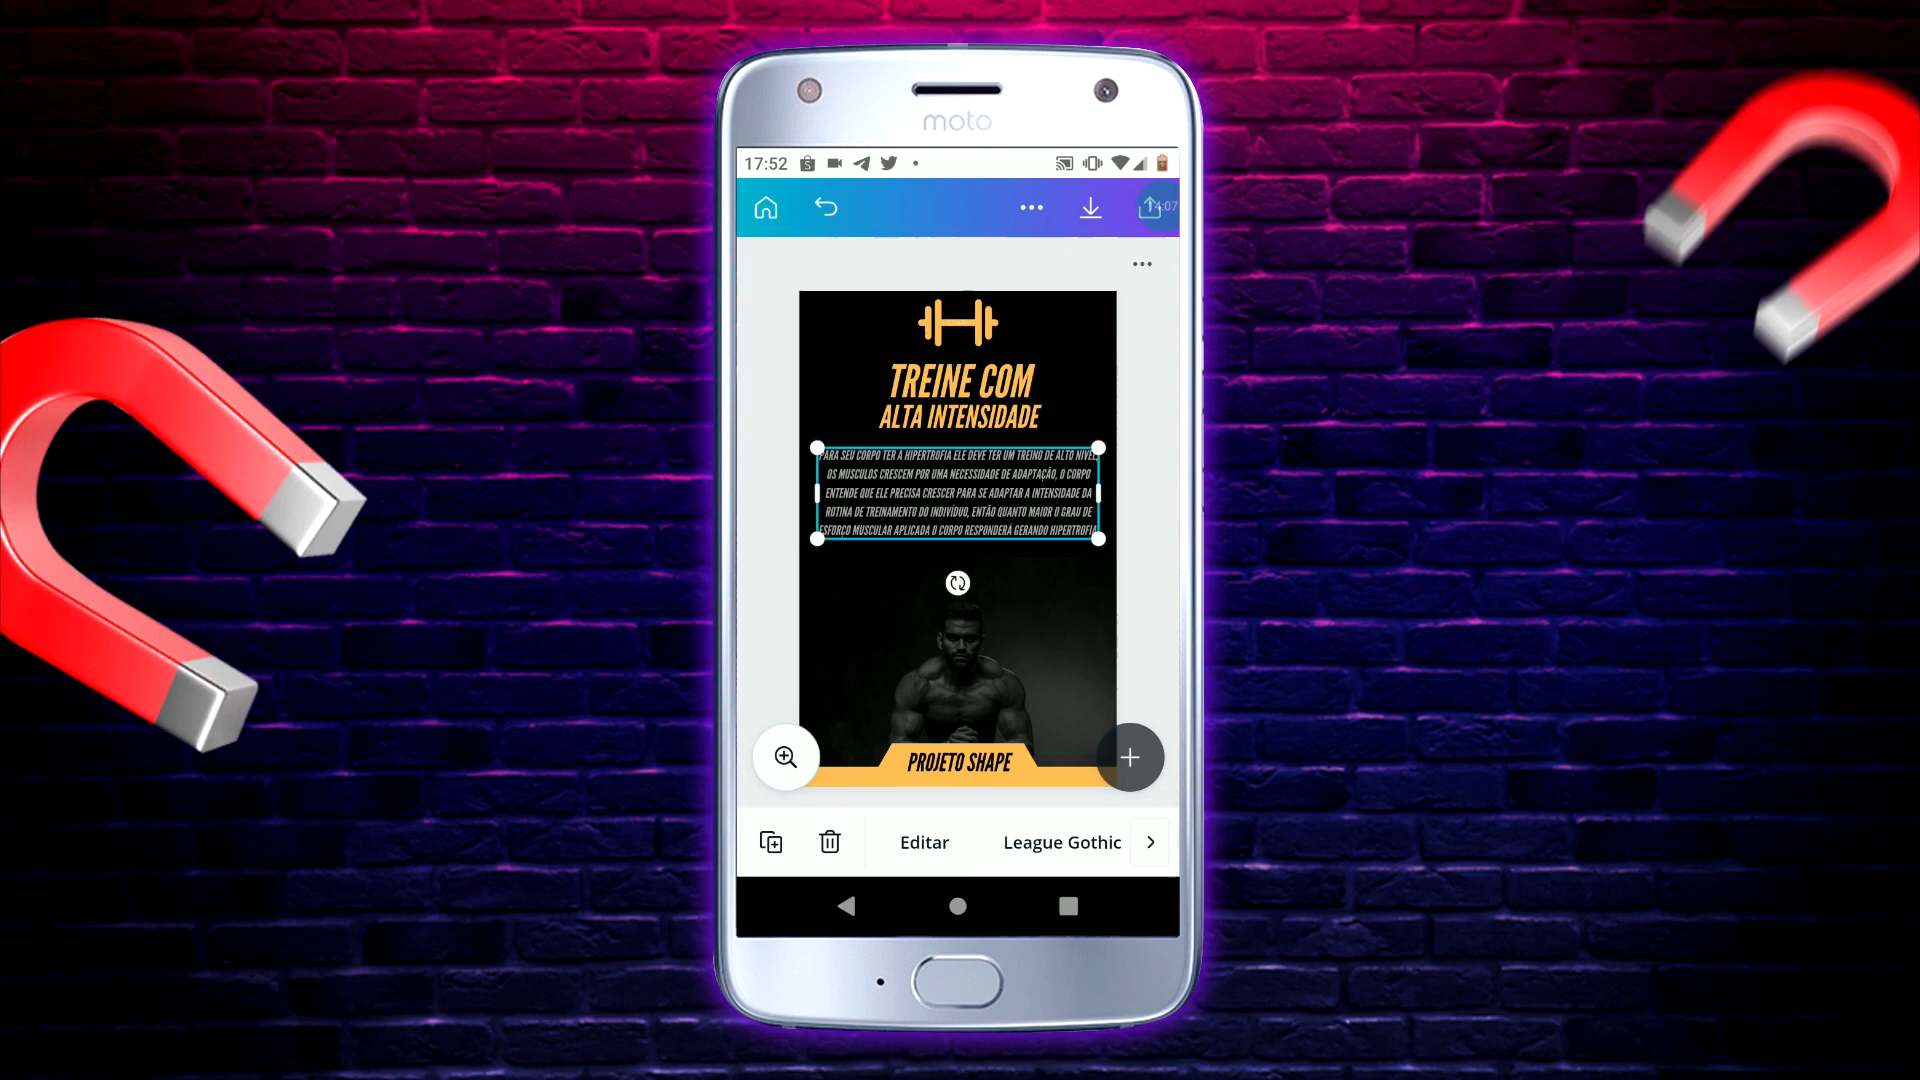 moto
17:52
14:07
TREINE COM
ALTA INTENSIDADE
PARA SEU CORPO TER A HIPERTROFIA ELE DEVE TER UM TREINO DE ALTO NIVEL
OS MUSCULOS CRESCEM POR UMA NECESSIDADE DE ADAPTAÇÃO, O CORPO
ENTENDE QUE ELE PRECISA CRESCER PARA SE ADAPTAR A INTENSIDADE DA
ROTINA DE TREINAMENTO DO INDIVÍDUO, ENTÃO QUANTO MAIOR O GRAU DE
ESFORÇO MUSCULAR APLICADA O CORPO RESPONDERÁ GERANDO HIPERTROFIA
PROJETO SHAPE
Editar
League Gothic